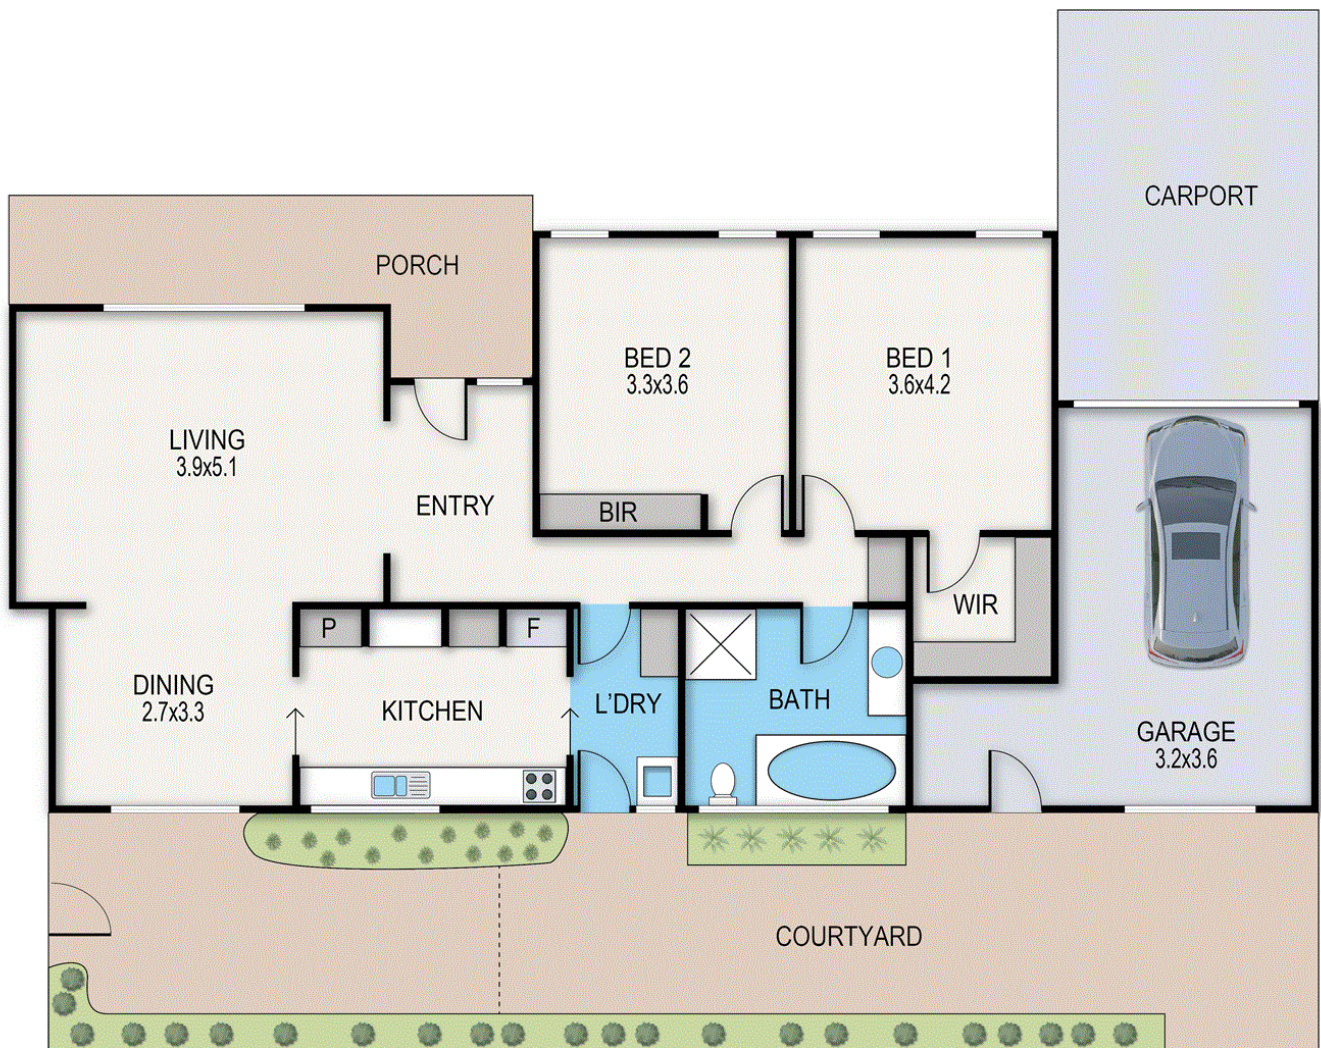 CARPORT
PORCH
BED 2
3.3x3.6
BED 1
3.6x4.2
LIVING
3.9x5.1
ENTRY
BIR
WIR
P
F
DINING
2.7x3.3
KITCHEN
L'DRY
BATH
GARAGE
3.2x3.6
COURTYARD